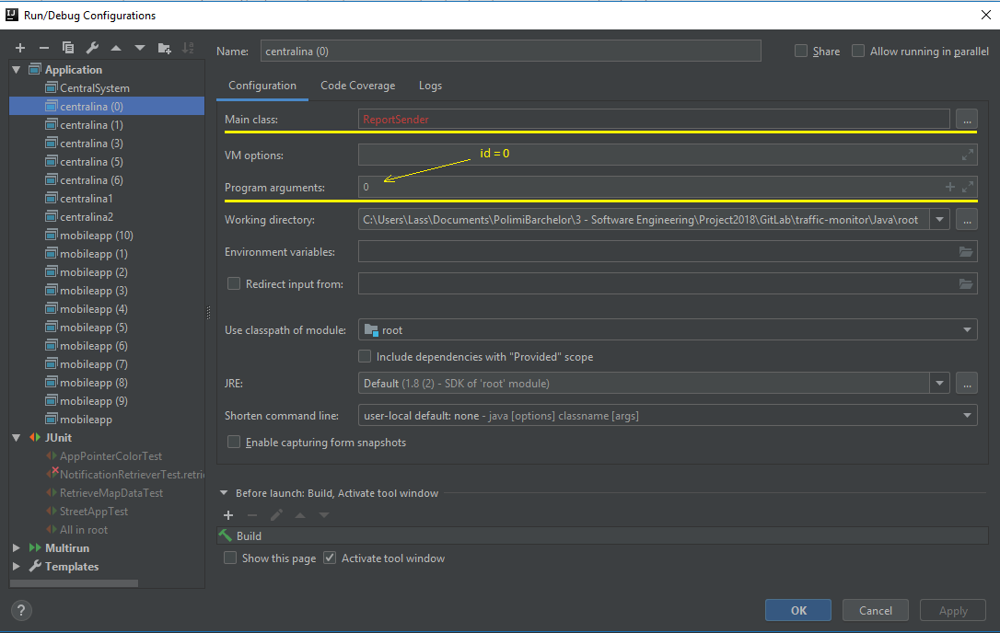 Run/Debug Configurations
Name: centralina (0) Share Allow running in parallel
Application
CentralSystem
centralina (0)
centralina (1)
centralina (3)
centralina (5)
centralina (6)
centralina1
centralina2
mobileapp (10)
mobileapp (1)
mobileapp (2)
mobileapp (3)
mobileapp (4)
mobileapp (5)
mobileapp (6)
mobileapp (7)
mobileapp (8)
mobileapp (9)
mobileapp
JUnit
AppPointerColorTest
NotificationRetrieverTest.retri
RetrieveMapDataTest
StreetAppTest
All in root
Multirun
Templates
Configuration Code Coverage Logs
Main class: ReportSender ...
VM options:
id = 0
Program arguments: 0
Working directory: C:\Users\Lass\Documents\PolimiBarchelor\3 - Software Engineering\Project2018\GitLab\traffic-monitor\Java\root ...
Environment variables:
Redirect input from:
Use classpath of module: root
Include dependencies with "Provided" scope
JRE: Default (1.8 (2) - SDK of 'root' module) ...
Shorten command line: user-local default: none - java [options] classname [args]
Enable capturing form snapshots
Before launch: Build, Activate tool window
Build
Show this page Activate tool window
? OK Cancel Apply